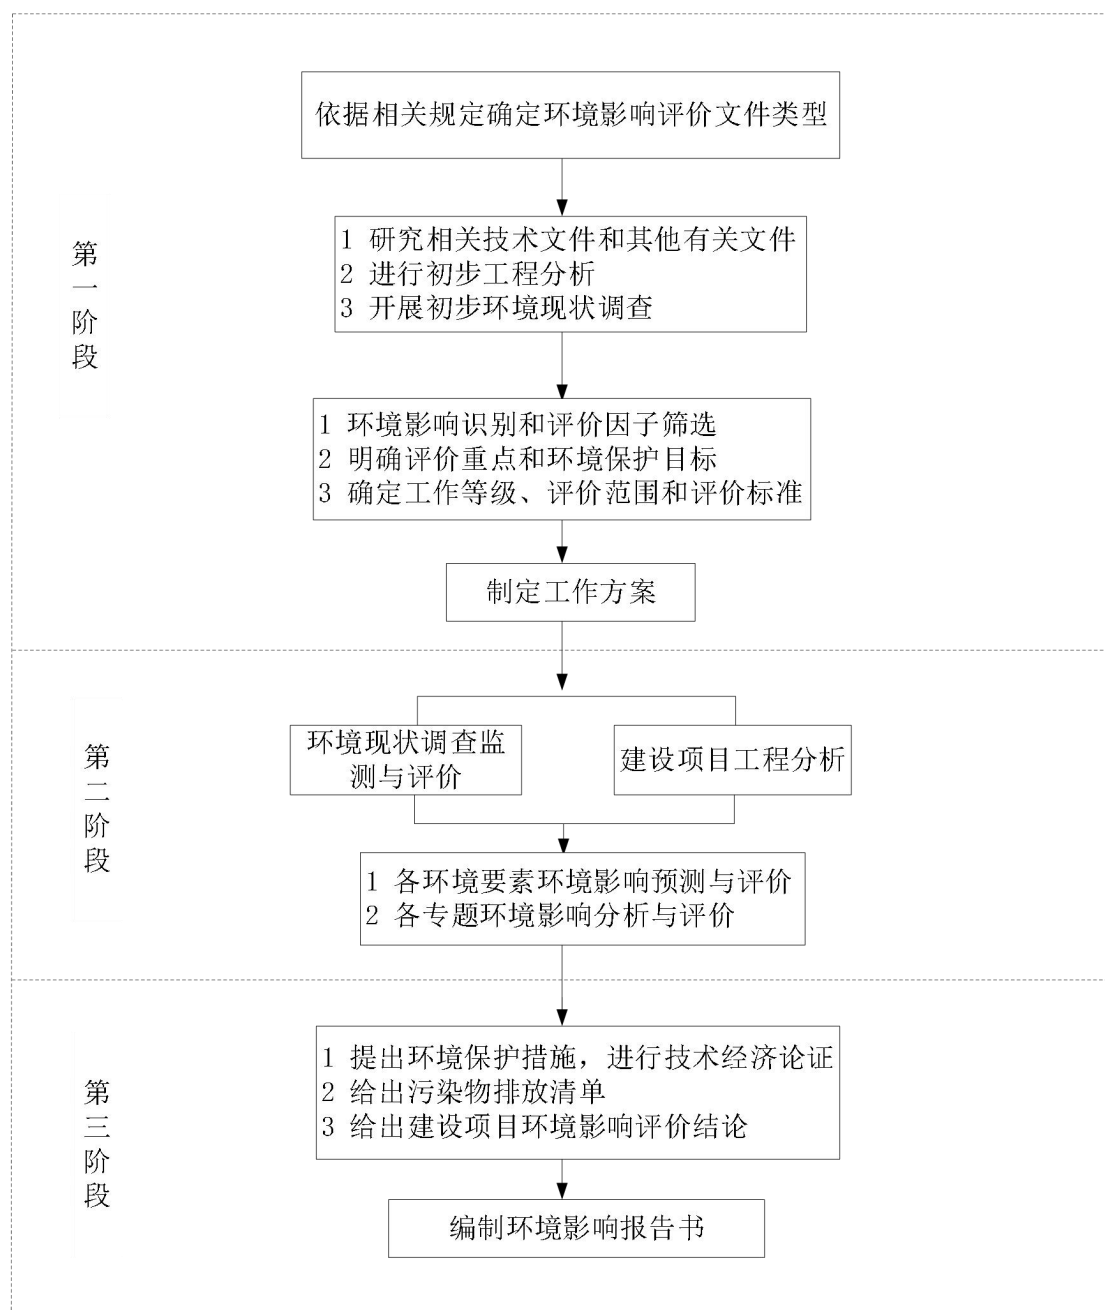 依据相关规定确定环境影响评价文件类型
1 研究相关技术文件和其他有关文件
2 进行初步工程分析
3 开展初步环境现状调查
第一阶段
1 环境影响识别和评价因子筛选
2 明确评价重点和环境保护目标
3 确定工作等级、评价范围和评价标准
制定工作方案
第二阶段
环境现状调查监
测与评价
建设项目工程分析
1 各环境要素环境影响预测与评价
2 各专题环境影响分析与评价
第三阶段
1 提出环境保护措施，进行技术经济论证
2 给出污染物排放清单
3 给出建设项目环境影响评价结论
编制环境影响报告书